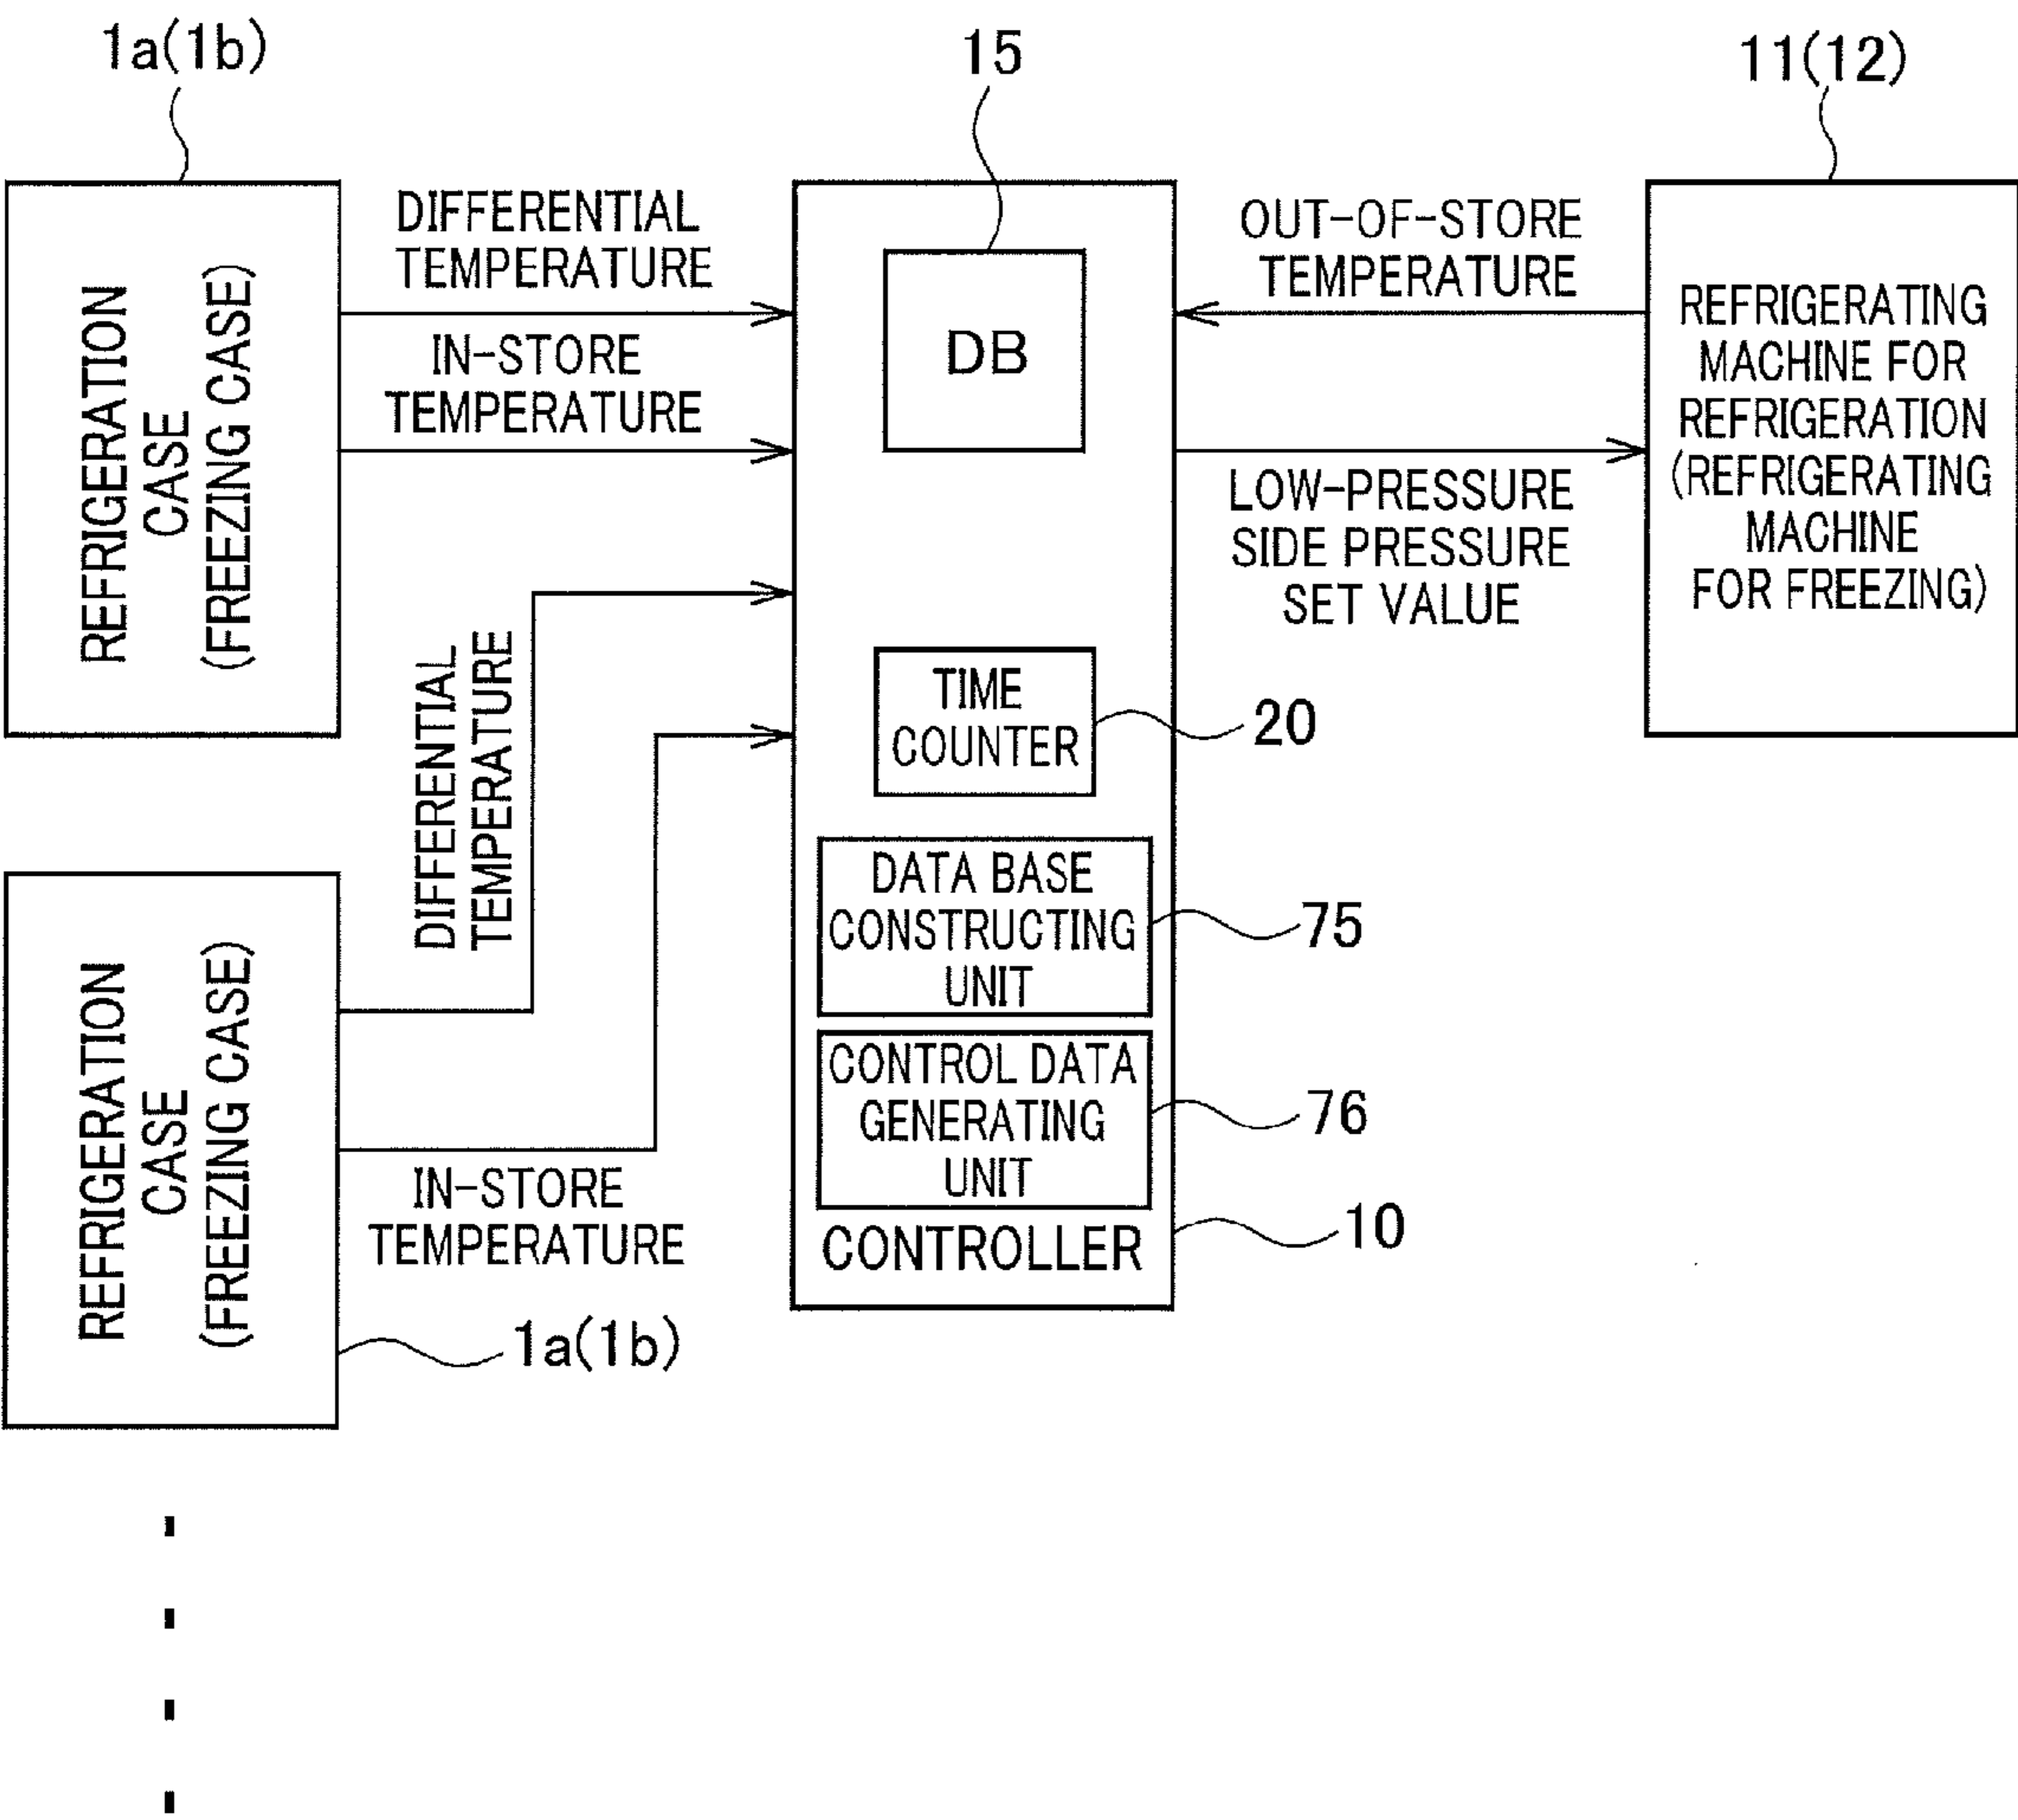 1a(1b)
15
11(12)
REFRIGERATION
CASE
(FREEZING CASE)
DIFFERENTIAL
TEMPERATURE
IN-STORE
TEMPERATURE
DB
OUT-OF-STORE
TEMPERATURE
LOW-PRESSURE
SIDE PRESSURE
SET VALUE
REFRIGERATING
MACHINE FOR
REFRIGERATION
(REFRIGERATING
MACHINE
FOR FREEZING)
TIME
COUNTER
20
DIFFERENTIAL
TEMPERATURE
DATA BASE
CONSTRUCTING
UNIT
75
REFRIGERATION
CASE
(FREEZING CASE)
CONTROL DATA
GENERATING
UNIT
76
IN-STORE
TEMPERATURE
CONTROLLER
10
1a(1b)